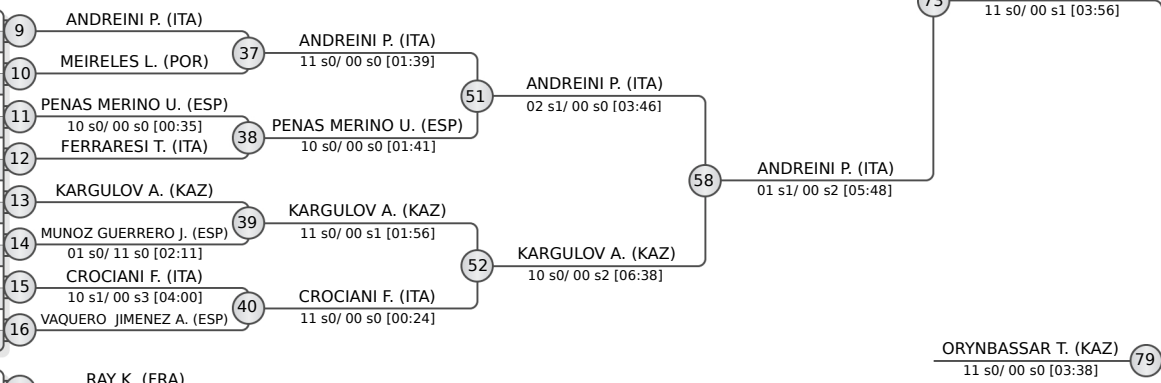 9
ANDREINI P. (ITA)
10
MEIRELES L. (POR)
37
ANDREINI P. (ITA)
11 s0/ 00 s0 [01:39]
11
PENAS MERINO U. (ESP)
10 s0/ 00 s0 [00:35]
12
FERRARESI T. (ITA)
38
PENAS MERINO U. (ESP)
10 s0/ 00 s0 [01:41]
51
ANDREINI P. (ITA)
02 s1/ 00 s0 [03:46]
13
KARGULOV A. (KAZ)
14
MUNOZ GUERRERO J. (ESP)
01 s0/ 11 s0 [02:11]
39
KARGULOV A. (KAZ)
11 s0/ 00 s1 [01:56]
15
CROCIANI F. (ITA)
10 s1/ 00 s3 [04:00]
16
VAQUERO JIMENEZ A. (ESP)
40
CROCIANI F. (ITA)
11 s0/ 00 s0 [00:24]
52
KARGULOV A. (KAZ)
10 s0/ 00 s2 [06:38]
58
ANDREINI P. (ITA)
01 s1/ 00 s2 [05:48]
73
11 s0/ 00 s1 [03:56]
ORYNBASSAR T. (KAZ)
11 s0/ 00 s0 [03:38]
79
RAY K. (FRA)